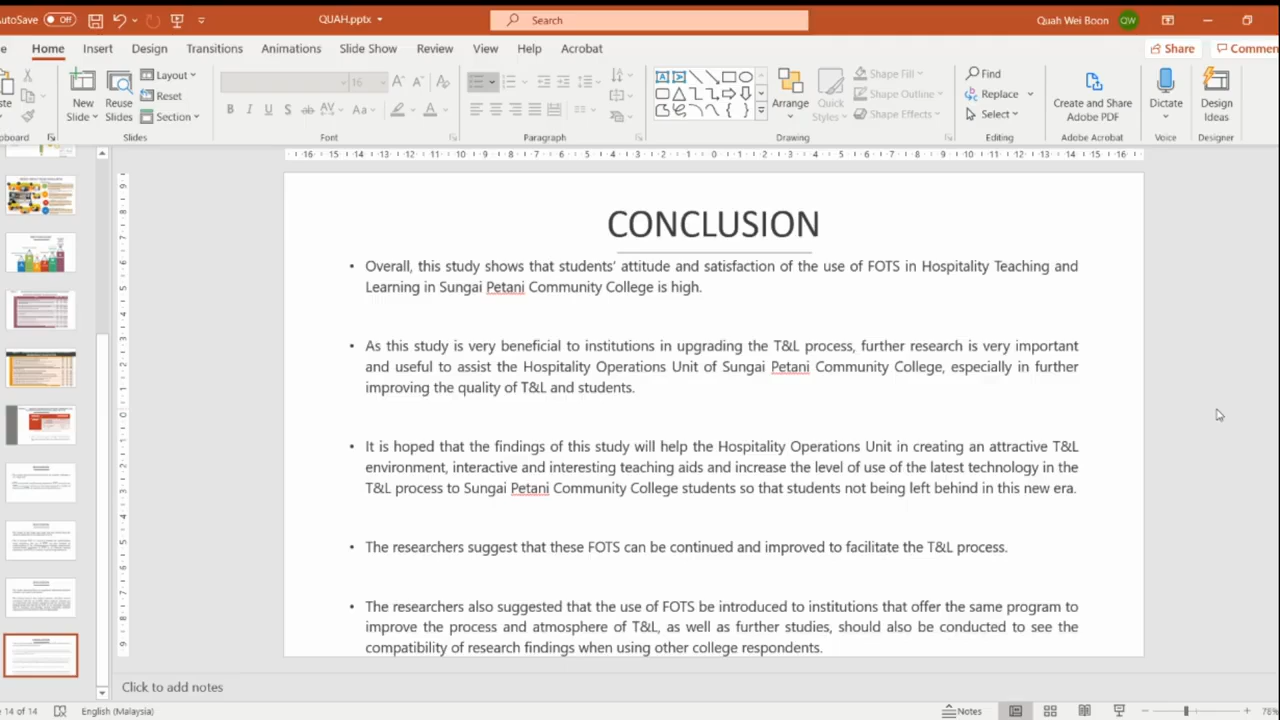 AutoSave Off QUAH.pptx Search Quah Wei Boon QW
Home Insert Design Transitions Animations Slide Show Review View Help Acrobat Share Commen
New Slide Reuse Slides Layout Reset Section
16
Arrange Quick Styles Shape Fill Shape Outline Shape Effects
Find Replace Select
Create and Share Adobe PDF
Dictate
Design Ideas
pboard Slides Font Paragraph Drawing Editing Adobe Acrobat Voice Designer
CONCLUSION
• Overall, this study shows that students' attitude and satisfaction of the use of FOTS in Hospitality Teaching and
Learning in Sungai Petani Community College is high.
• As this study is very beneficial to institutions in upgrading the T&L process, further research is very important
and useful to assist the Hospitality Operations Unit of Sungai Petani Community College, especially in further
improving the quality of T&L and students.
• It is hoped that the findings of this study will help the Hospitality Operations Unit in creating an attractive T&L
environment, interactive and interesting teaching aids and increase the level of use of the latest technology in the
T&L process to Sungai Petani Community College students so that students not being left behind in this new era.
• The researchers suggest that these FOTS can be continued and improved to facilitate the T&L process.
• The researchers also suggested that the use of FOTS be introduced to institutions that offer the same program to
improve the process and atmosphere of T&L, as well as further studies, should also be conducted to see the
compatibility of research findings when using other college respondents.
Click to add notes
14 of 14 English (Malaysia) Notes 78%